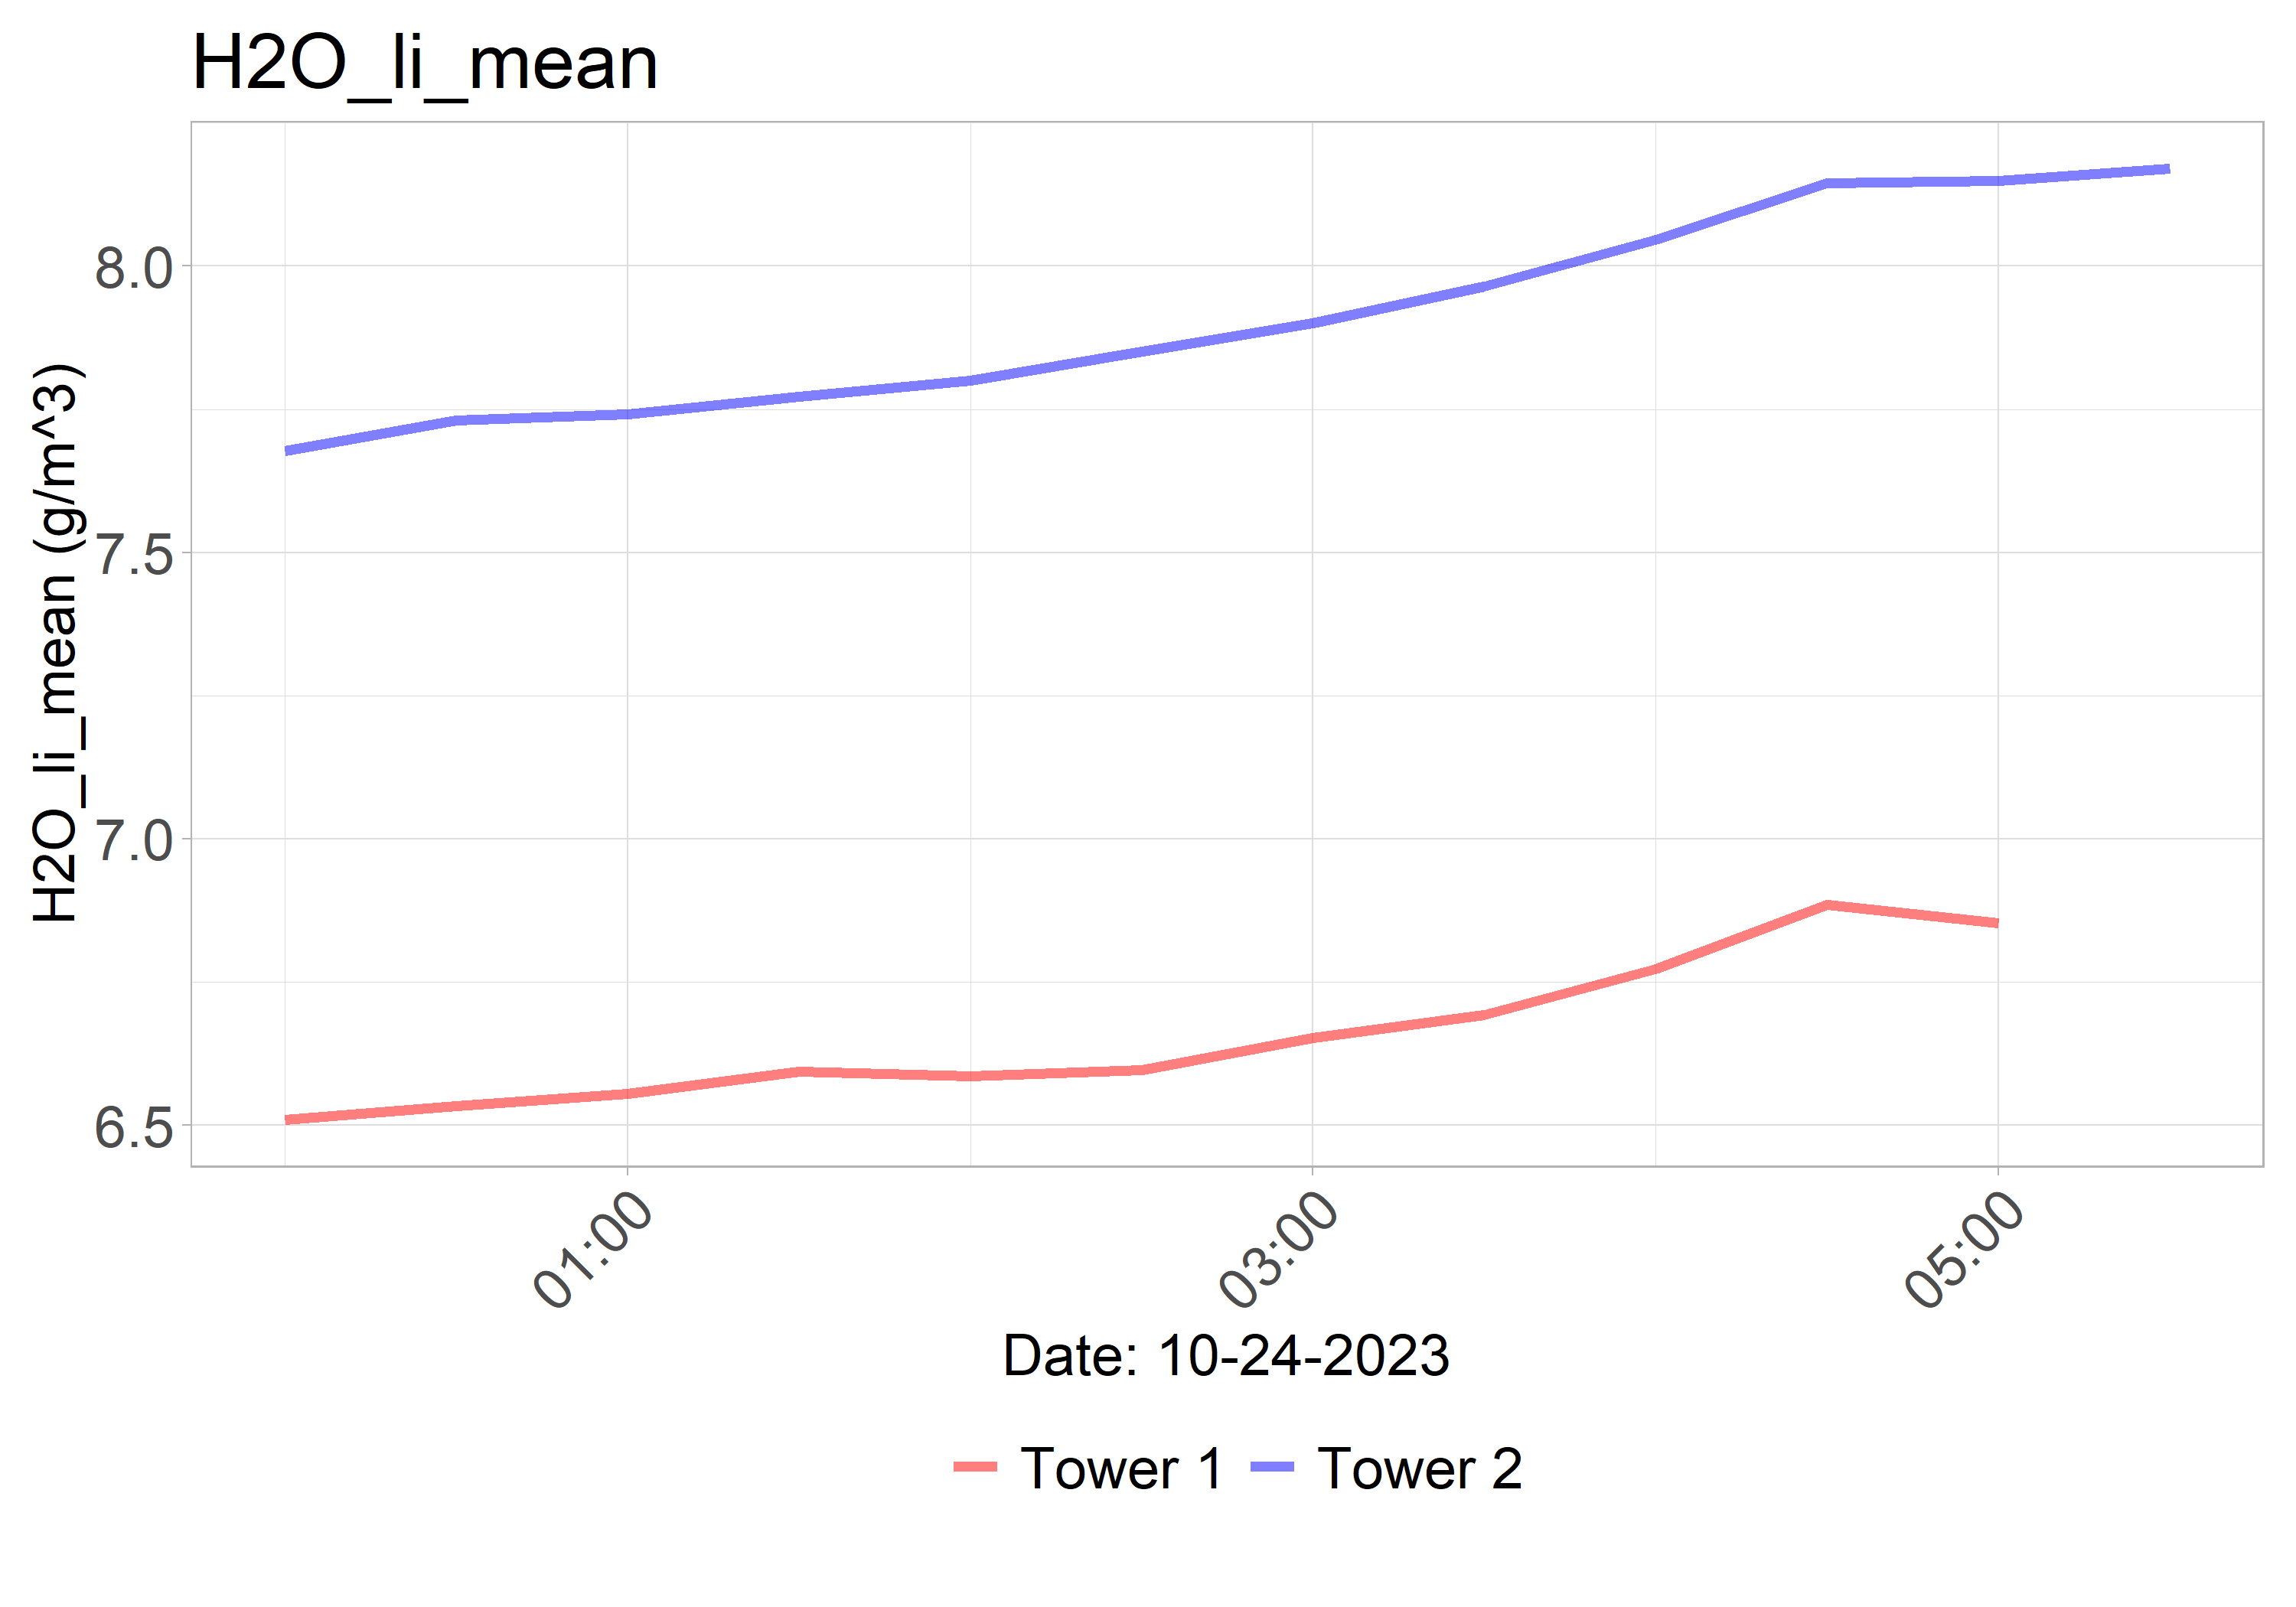 H2O_li_mean
H2O_li_mean (g/m^3)
8.0
7.5
7.0
6.5
01:00
03:00
05:00
Date: 10-24-2023
Tower 1
Tower 2